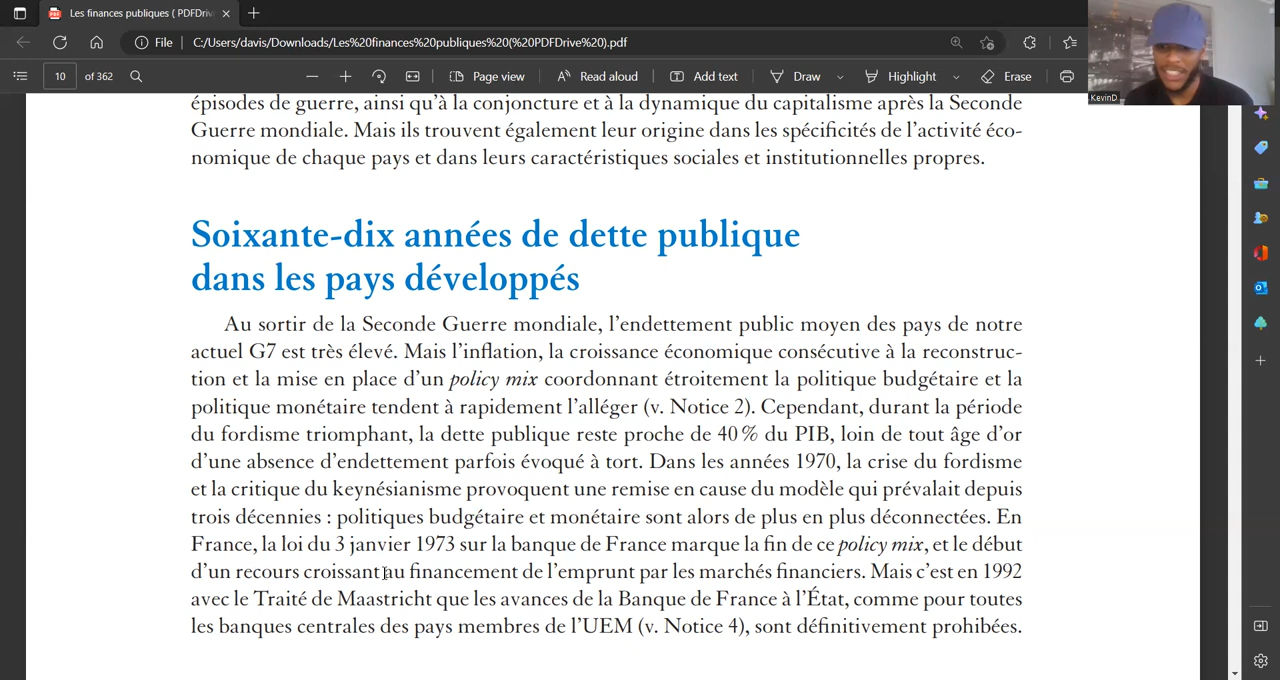 Les finances publiques ( PDFDriv
File
C:/Users/davis/Downloads/Les%20finances%20publiques%20(%20PDFDrive%20).pdf
10 of 362
Page view
Read aloud
Add text
Draw
Highlight
Erase
KevinD
épisodes de guerre, ainsi qu’à la conjoncture et à la dynamique du capitalisme après la Seconde
Guerre mondiale. Mais ils trouvent également leur origine dans les spécificités de l’activité éco-
nomique de chaque pays et dans leurs caractéristiques sociales et institutionnelles propres.
Soixante-dix années de dette publique
dans les pays développés
Au sortir de la Seconde Guerre mondiale, l’endettement public moyen des pays de notre
actuel G7 est très élevé. Mais l’inflation, la croissance économique consécutive à la reconstruc-
tion et la mise en place d’un policy mix coordonnant étroitement la politique budgétaire et la
politique monétaire tendent à rapidement l’alléger (v. Notice 2). Cependant, durant la période
du fordisme triomphant, la dette publique reste proche de 40 % du PIB, loin de tout âge d’or
d’une absence d’endettement parfois évoqué à tort. Dans les années 1970, la crise du fordisme
et la critique du keynésianisme provoquent une remise en cause du modèle qui prévalait depuis
trois décennies : politiques budgétaire et monétaire sont alors de plus en plus déconnectées. En
France, la loi du 3 janvier 1973 sur la banque de France marque la fin de ce policy mix, et le début
d’un recours croissant au financement de l’emprunt par les marchés financiers. Mais c’est en 1992
avec le Traité de Maastricht que les avances de la Banque de France à l’État, comme pour toutes
les banques centrales des pays membres de l’UEM (v. Notice 4), sont définitivement prohibées.